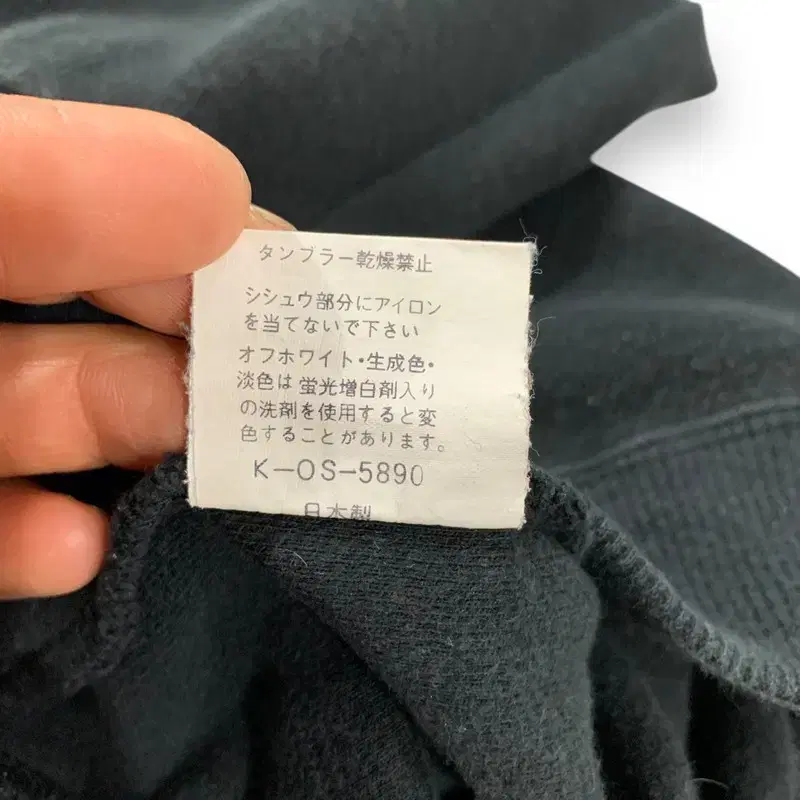 タンブラー乾燥禁止
シシュウ部分にアイロン
を当てないで下さい
オフホワイト・生成色・
淡色は蛍光増白剤入り
の洗剤を使用すると変
色することがあります。
K-OS-5890
日本製